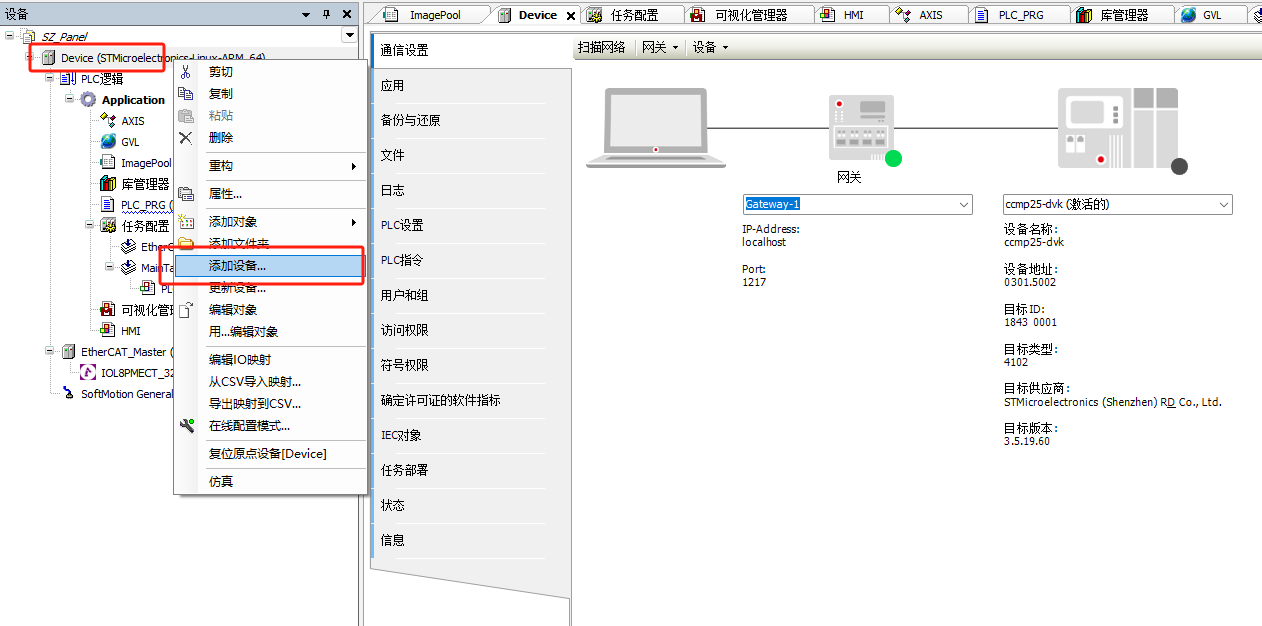 设备
ImagePool
Device
任务配置
可视化管理器
HMI
AXIS
PLC_PRG
库管理器
GVL
SZ_Panel
Device (STMicroelectronics-Linux-ARM_64)
PLC逻辑
Application
AXIS
GVL
ImagePool
库管理器
PLC_PRG (
任务配置
EtherC
MainTa
PL
可视化管理
HMI
EtherCAT_Master (
IOL8PMECT_32
SoftMotion General
剪切
复制
粘贴
删除
重构
属性...
添加对象
添加文件夹
添加设备...
更新设备...
编辑对象
用...编辑对象
编辑IO映射
从CSV导入映射...
导出映射到CSV...
在线配置模式...
复位原点设备[Device]
仿真
通信设置
应用
备份与还原
文件
日志
PLC设置
PLC指令
用户和组
访问权限
符号权限
确定许可证的软件指标
IEC对象
任务部署
状态
信息
扫描网络
网关
设备
网关
Gateway-1
IP-Address:
localhost
Port:
1217
ccmp25-dvk (激活的)
设备名称:
ccmp25-dvk
设备地址:
0301.5002
目标ID:
1843 0001
目标类型:
4102
目标供应商:
STMicroelectronics (Shenzhen) RD Co., Ltd.
目标版本:
3.5.19.60